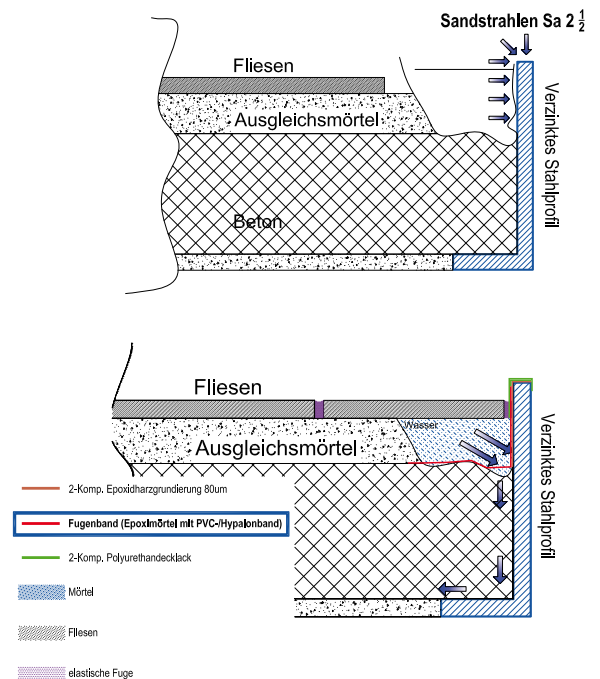 Sandstrahlen Sa 2 1/2
Fliesen
Ausgleichsmörtel
Beton
Verzinktes Stahlprofil
Fliesen
Wasser
Ausgleichsmörtel
Verzinktes Stahlprofil
2-Komp. Epoxidharzgrundierung 80um
Fugenband (Epoximörtel mit PVC-/Hypalonband)
2-Komp. Polyurethandecklack
Mörtel
Fliesen
elastische Fuge